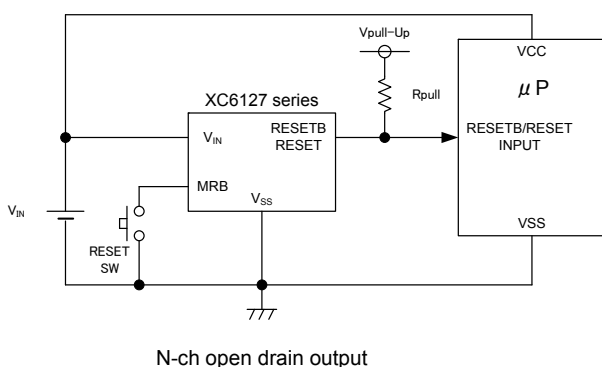 Vpull-Up
VCC
μP
Rpull
XC6127 series
VIN
RESETB
RESET
RESETB/RESET
INPUT
MRB
VSS
VIN
RESET
SW
VSS
N-ch open drain output